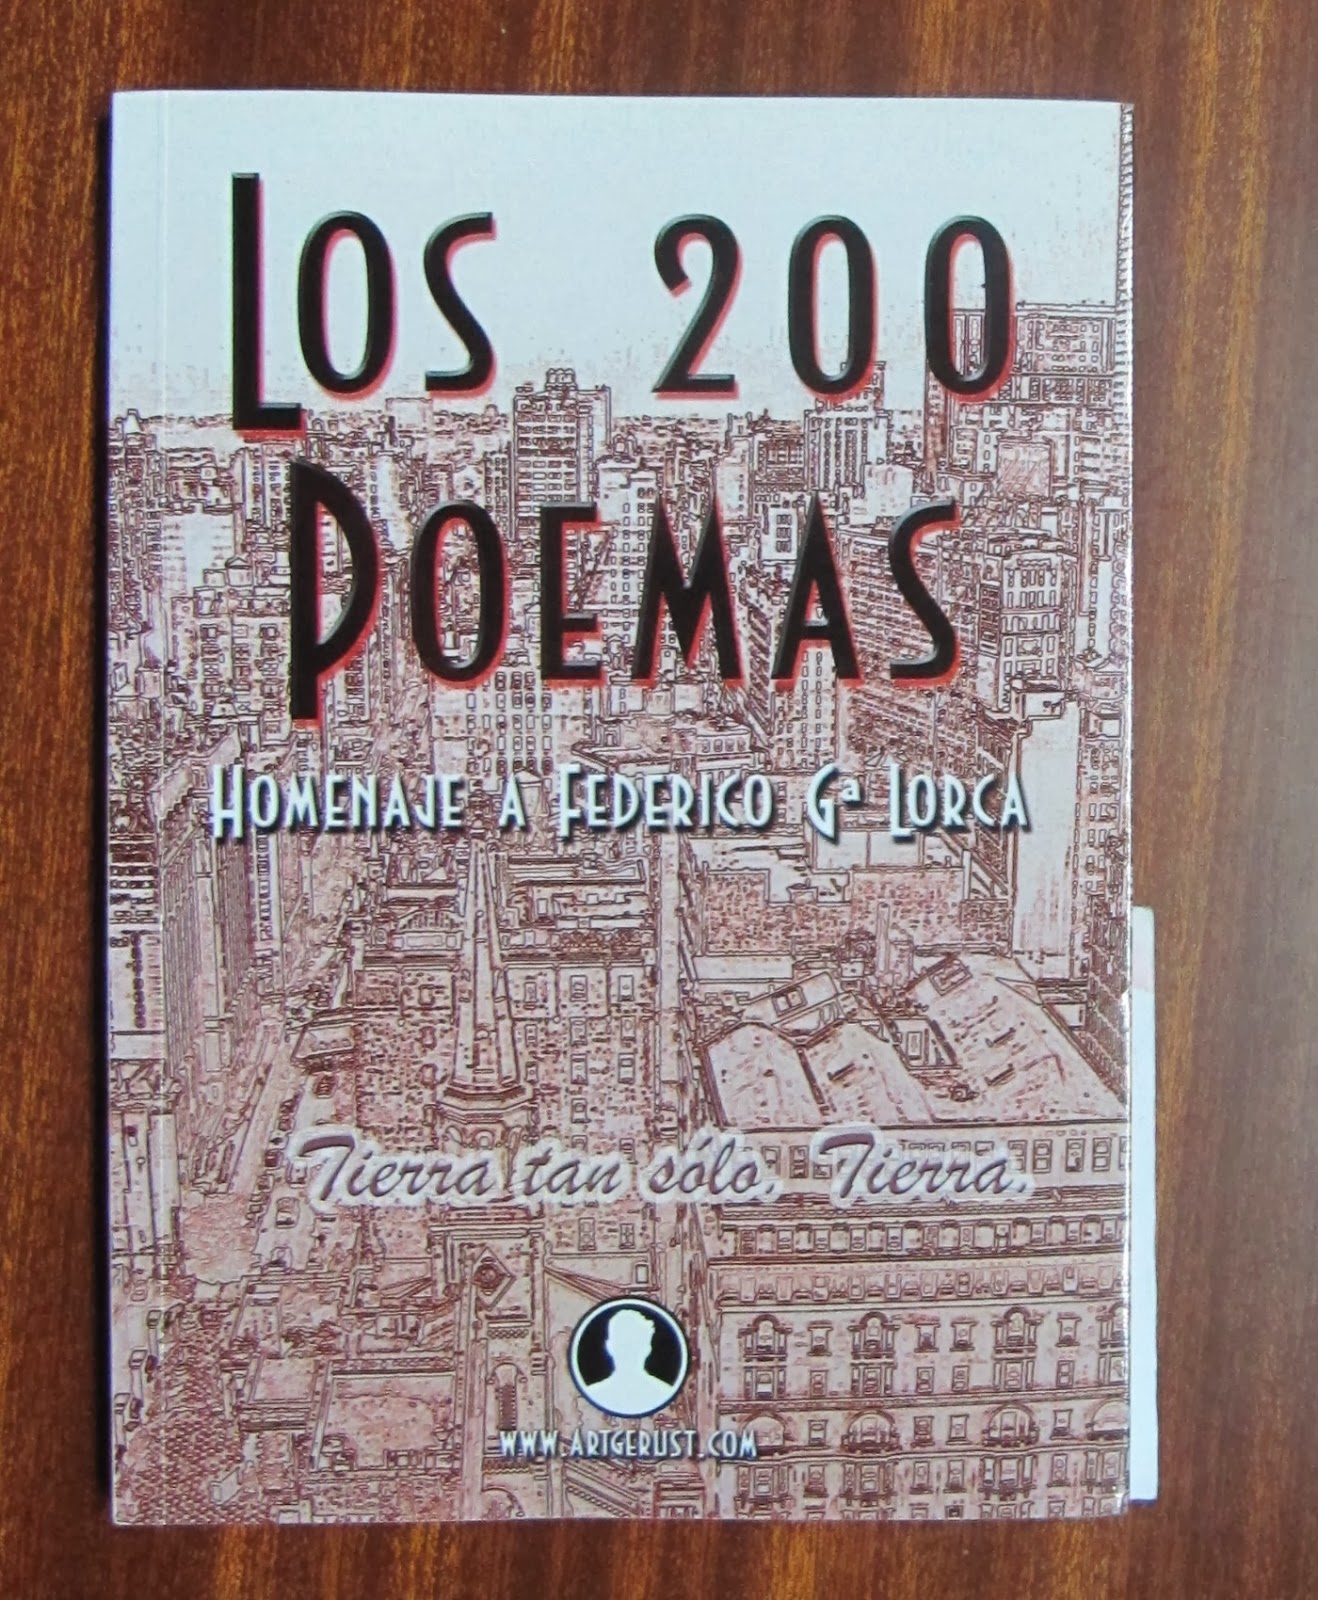 LOS 200
POEMAS
HOMENAJE A FEDERICO Gª LORCA
Tierra tan sólo. Tierra.
WWW.ARTGERUST.COM